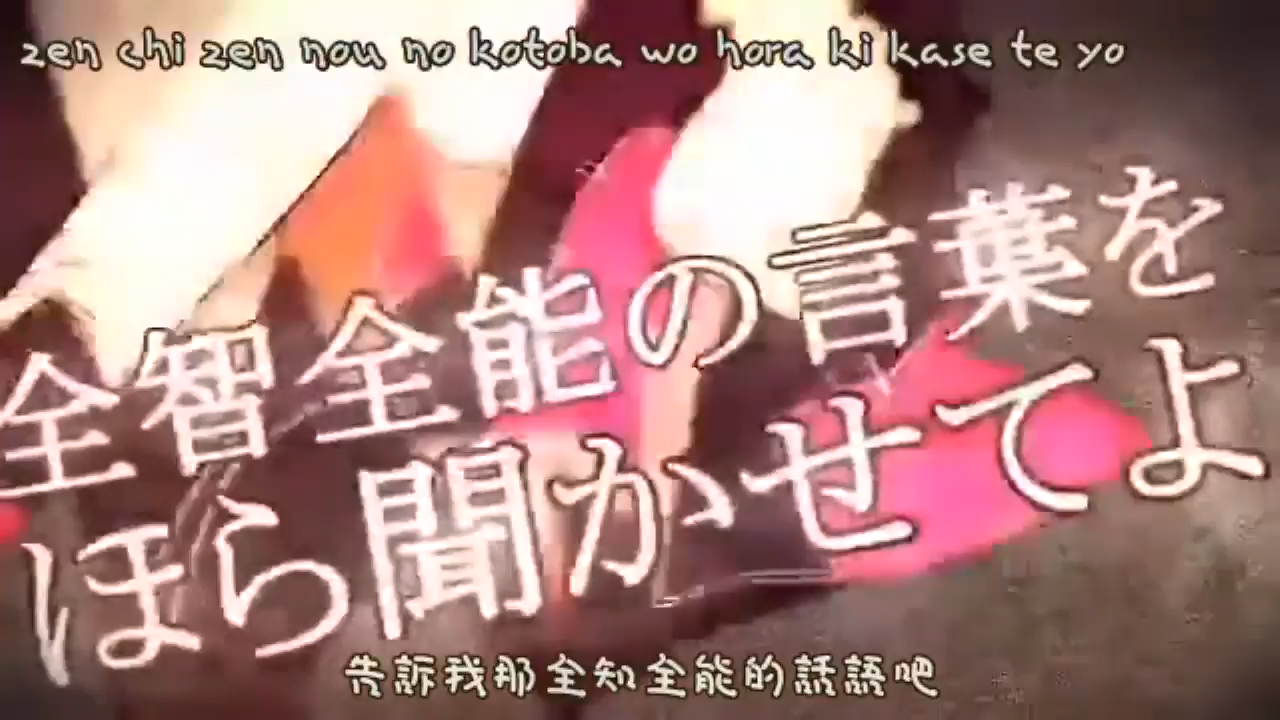 zen chi zen nou no kotoba wo hora ki kase te yo
全智全能の言葉を
ほら聞かせてよ
告訴我那全知全能的話語吧